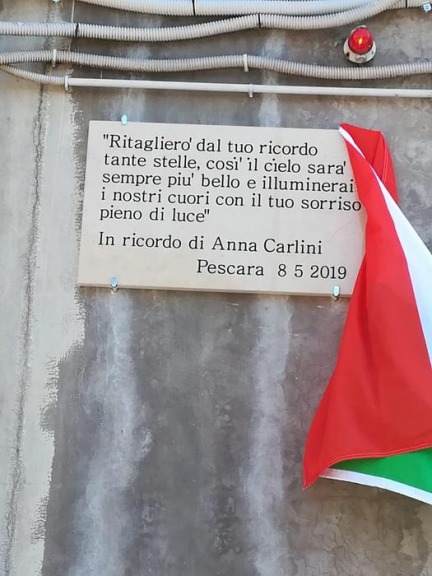 "Ritagliero' dal tuo ricordo
tante stelle, cosi' il cielo sara'
sempre piu' bello e illuminerai
i nostri cuori con il tuo sorriso
pieno di luce"
In ricordo di Anna Carlini
Pescara 8 5 2019